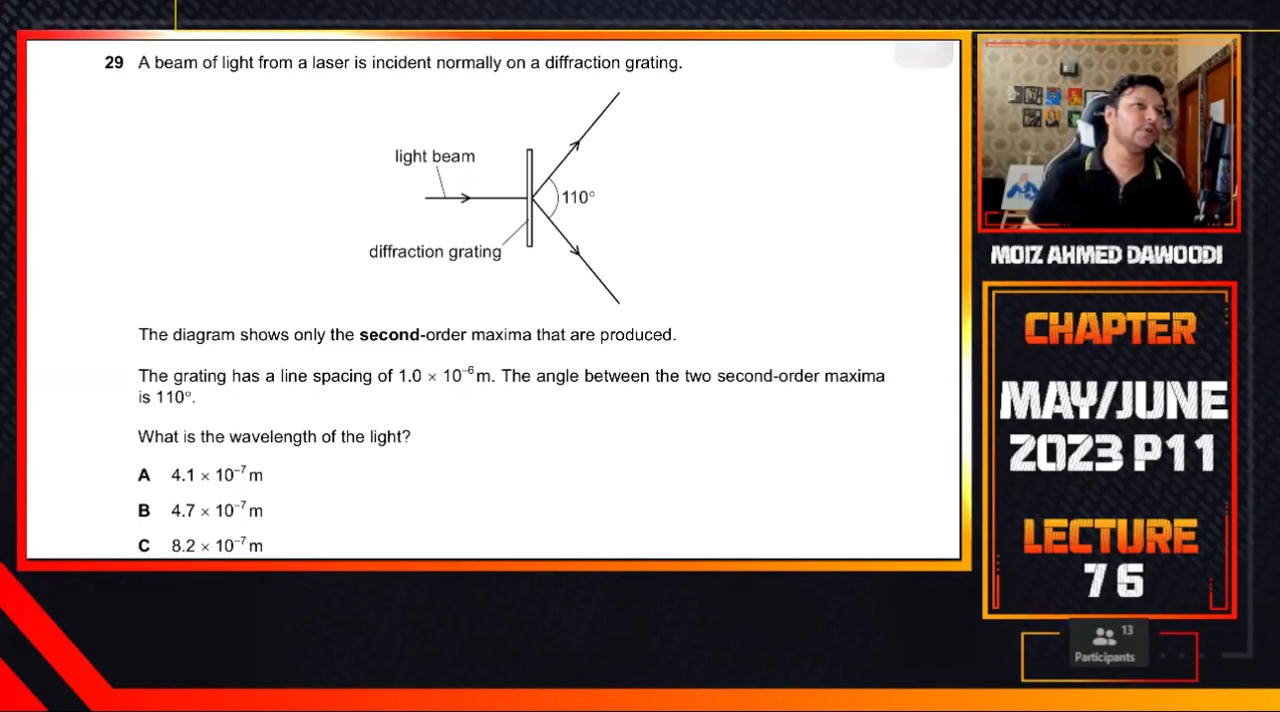 29 A beam of light from a laser is incident normally on a diffraction grating.
light beam
110°
diffraction grating
The diagram shows only the second-order maxima that are produced.
The grating has a line spacing of 1.0 × 10⁻⁶ m. The angle between the two second-order maxima
is 110°.
What is the wavelength of the light?
A 4.1 × 10⁻⁷ m
B 4.7 × 10⁻⁷ m
C 8.2 × 10⁻⁷ m
MOIZ AHMED DAWOODI
CHAPTER
MAY/JUNE
2023 P11
LECTURE
76
13
Participants